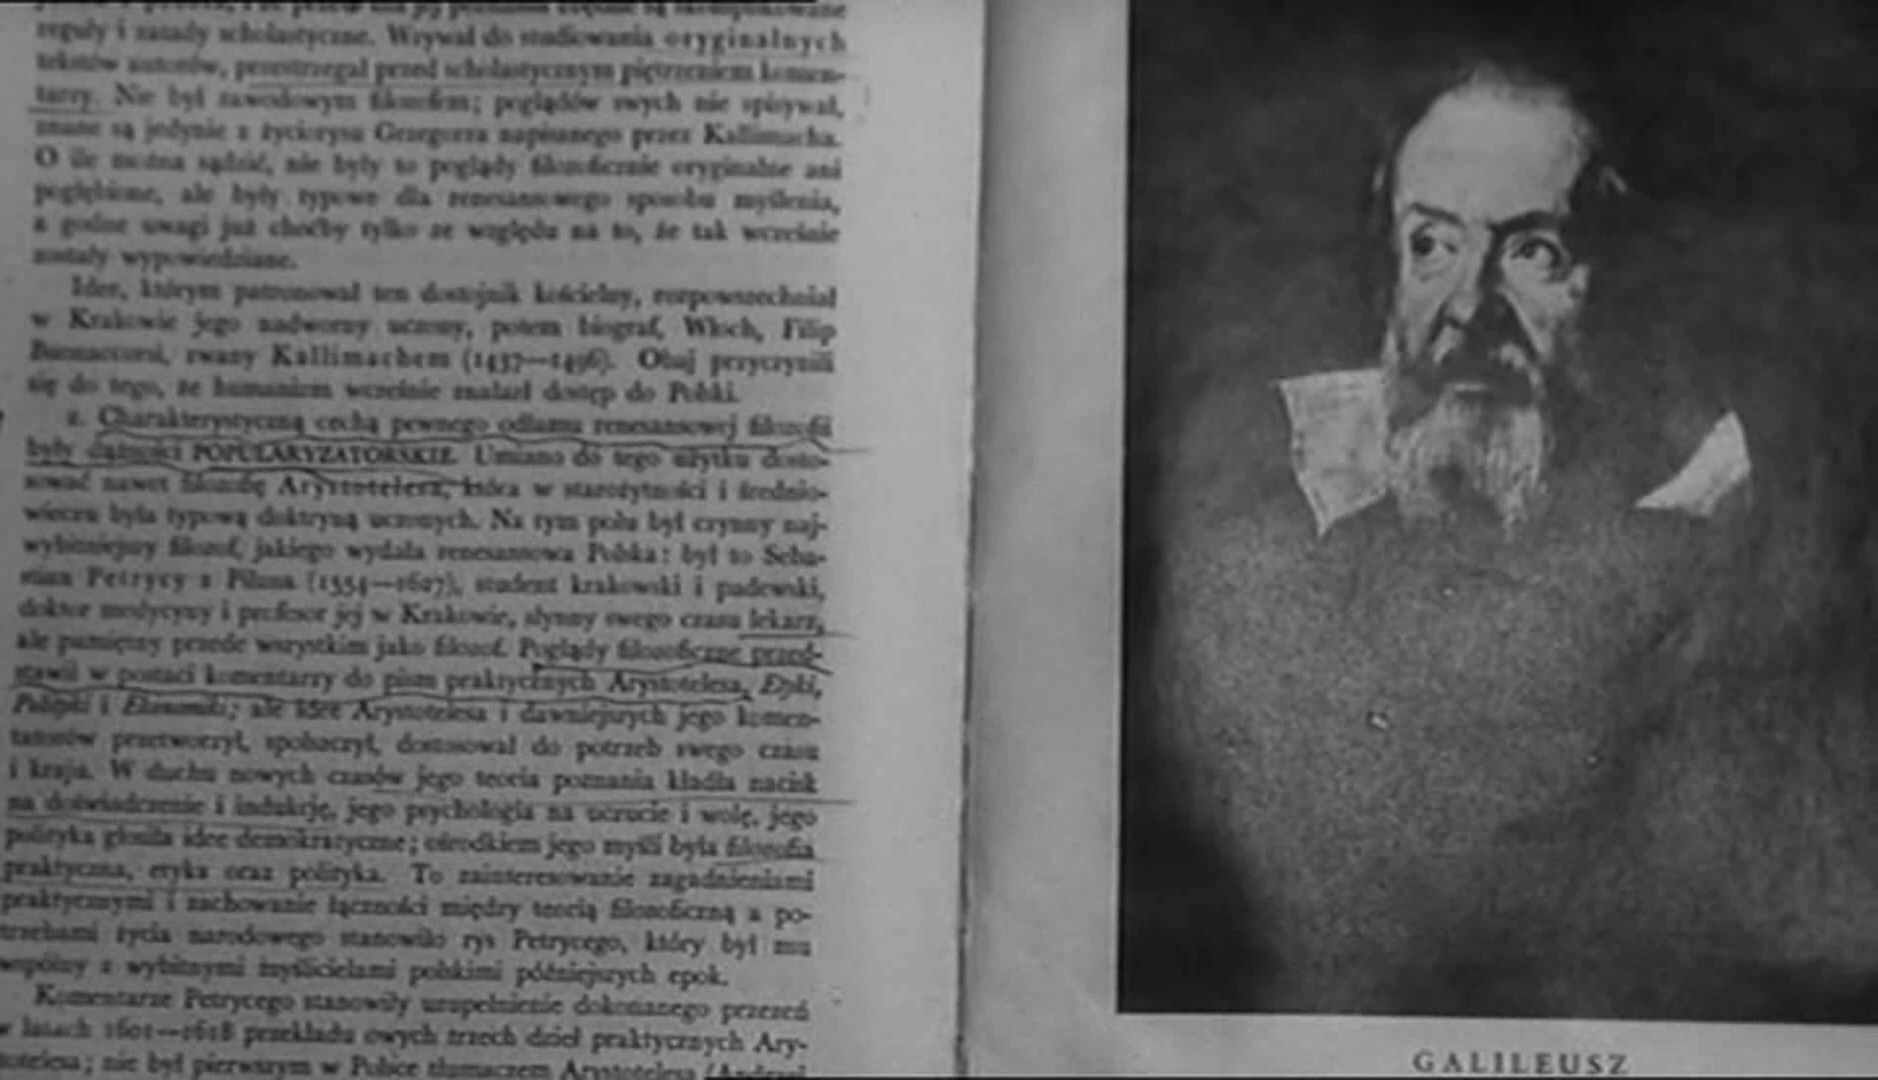 reguły i zasady scholastyczne. Wzywał do studiowania oryginalnych
tekstów autorów, przestrzegał przed scholastycznym piętrzeniem komen-
tarzy. Nie był zawodowym filozofem; poglądów swych nie spisywał,
znane są jedynie z życiorysu Grzegorza napisanego przez Kallimacha.
O ile można sądzić, nie były to poglądy filozoficznie oryginalne ani
pogłębione, ale były typowe dla renesansowego sposobu myślenia,
a godne uwagi już choćby tylko ze względu na to, że tak wcześnie
zostały wypowiedziane.
Idee, którym patronował ten dostojnik kościelny, rozpowszechniał
w Krakowie jego nadworny uczony, potem biograf, Włoch, Filip
Buonaccorsi, zwany Kallimachem (1437—1496). Obaj przyczynili
się do tego, że humanizm wcześnie znalazł dostęp do Polski.
2. Charakterystyczną cechą pewnego odłamu renesansowej filozofii
były dążności POPULARYZATORSKIE. Umiano do tego użytku dosto-
sować nawet filozofię Arystotelesa, która w starożytności i średnio-
wieczu była typową doktryną uczonych. Na tym polu był czynny naj-
wybitniejszy filozof, jakiego wydała renesansowa Polska: był to Seba-
stian Petrycy z Pilzna (1554—1627), student krakowski i padewski,
doktor medycyny i profesor jej w Krakowie, słynny swego czasu lekarz,
ale pamiętny przede wszystkim jako filozof. Poglądy filozoficzne przed-
stawił w postaci komentarzy do pism praktycznych Arystotelesa, Etyki,
Polityki i Ekonomiki; ale idee Arystotelesa i dawniejszych jego komen-
tatorów przetworzył, spolszczył, dostosował do potrzeb swego czasu
i kraju. W duchu nowych czasów jego teoria poznania kładła nacisk
na doświadczenie i indukcję, jego psychologia na uczucie i wolę, jego
polityka głosiła idee demokratyczne; ośrodkiem jego myśli była filozofia
praktyczna, etyka oraz polityka. To zainteresowanie zagadnieniami
praktycznymi i zachowanie łączności między teorią filozoficzną a po-
trzebami życia narodowego stanowiło rys Petrycego, który był mu
wspólny z wybitnymi myślicielami polskimi późniejszych epok.
Komentarze Petrycego stanowiły uzupełnienie dokonanego przezeń
w latach 1601—1618 przekładu owych trzech dzieł praktycznych Ary-
stotelesa; nie był pierwszym w Polsce tłumaczem Arystotelesa (Andrzej
GALILEUSZ